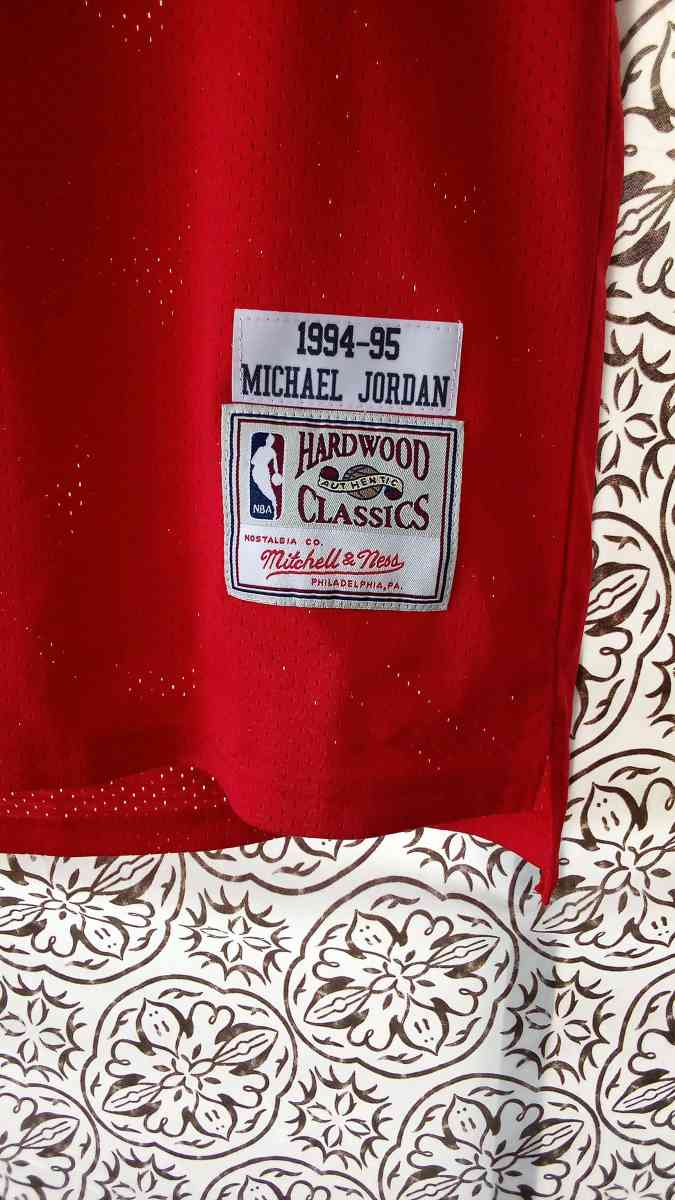 1994-95
MICHAEL JORDAN
HARDWOOD
AUTHENTIC
CLASSICS
NBA
NOSTALGIA CO.
Mitchell & Ness
PHILADELPHIA, PA.